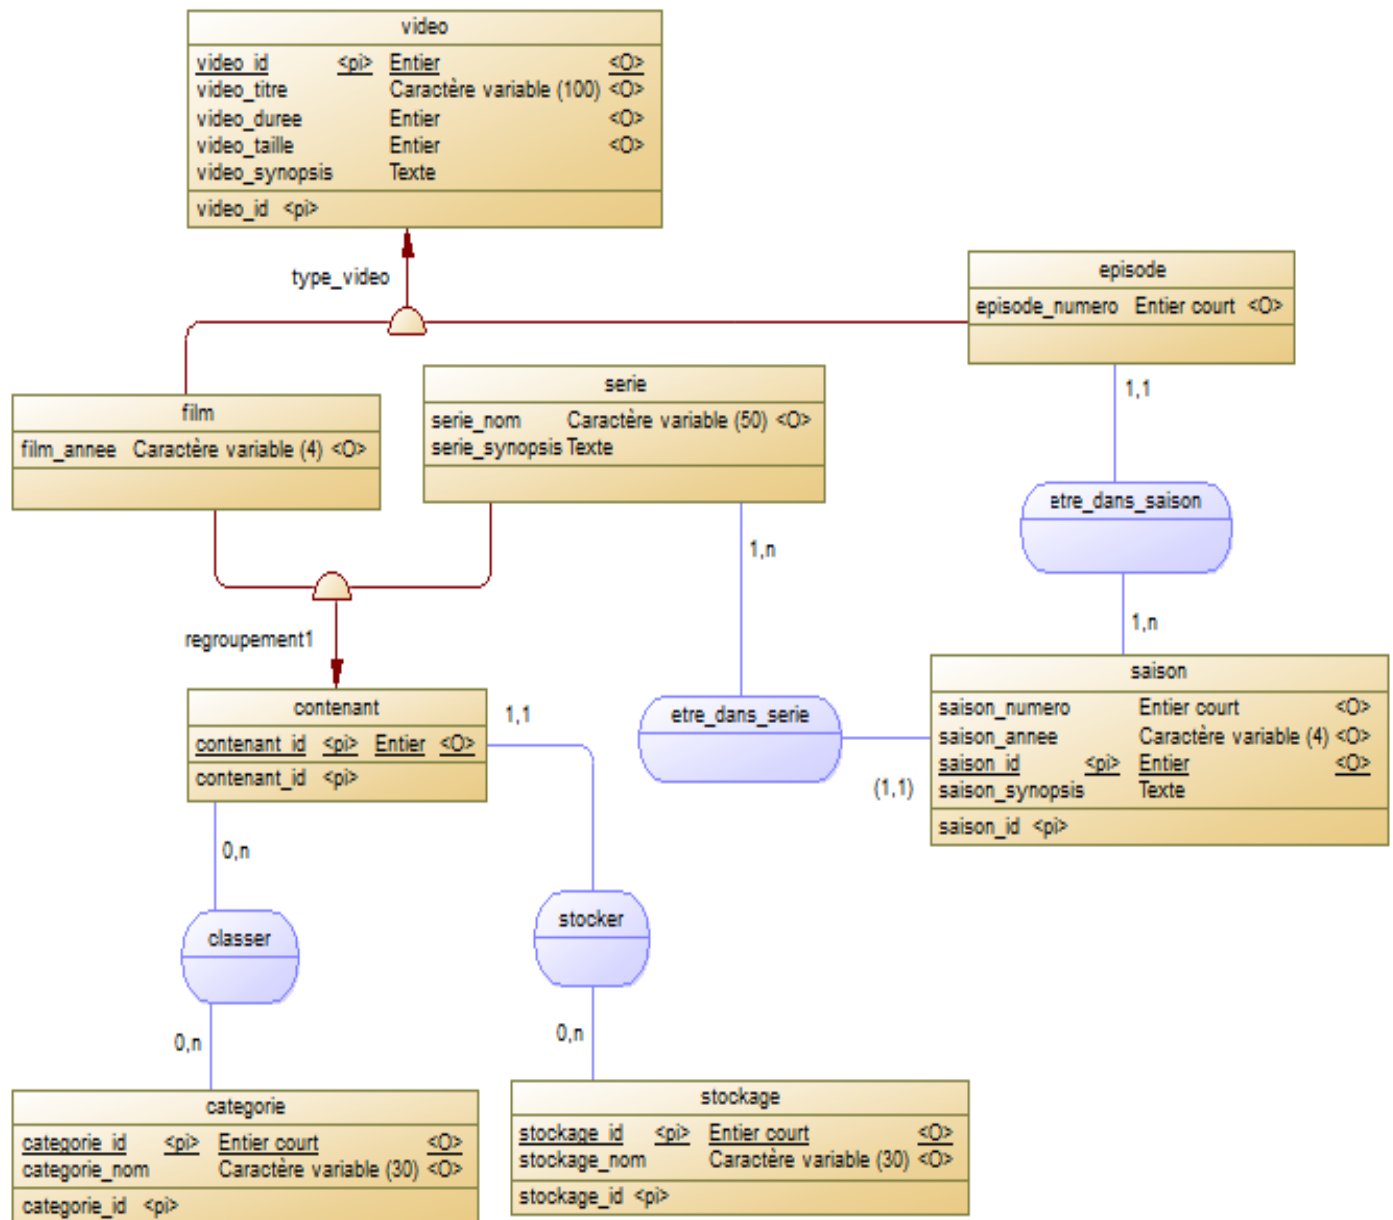 video
video_id <pi> Entier <O>
video_titre Caractère variable (100) <O>
video_duree Entier <O>
video_taille Entier <O>
video_synopsis Texte
video_id <pi>
type_video
episode
episode_numero Entier court <O>
1,1
film
film_annee Caractère variable (4) <O>
serie
serie_nom Caractère variable (50) <O>
serie_synopsis Texte
etre_dans_saison
1,n
1,n
regroupement1
contenant
contenant_id <pi> Entier <O>
contenant_id <pi>
1,1
etre_dans_serie
(1,1)
saison
saison_numero Entier court <O>
saison_annee Caractère variable (4) <O>
saison_id <pi> Entier <O>
saison_synopsis Texte
saison_id <pi>
0,n
classer
stocker
0,n
0,n
categorie
categorie_id <pi> Entier court <O>
categorie_nom Caractère variable (30) <O>
categorie_id <pi>
stockage
stockage_id <pi> Entier court <O>
stockage_nom Caractère variable (30) <O>
stockage_id <pi>